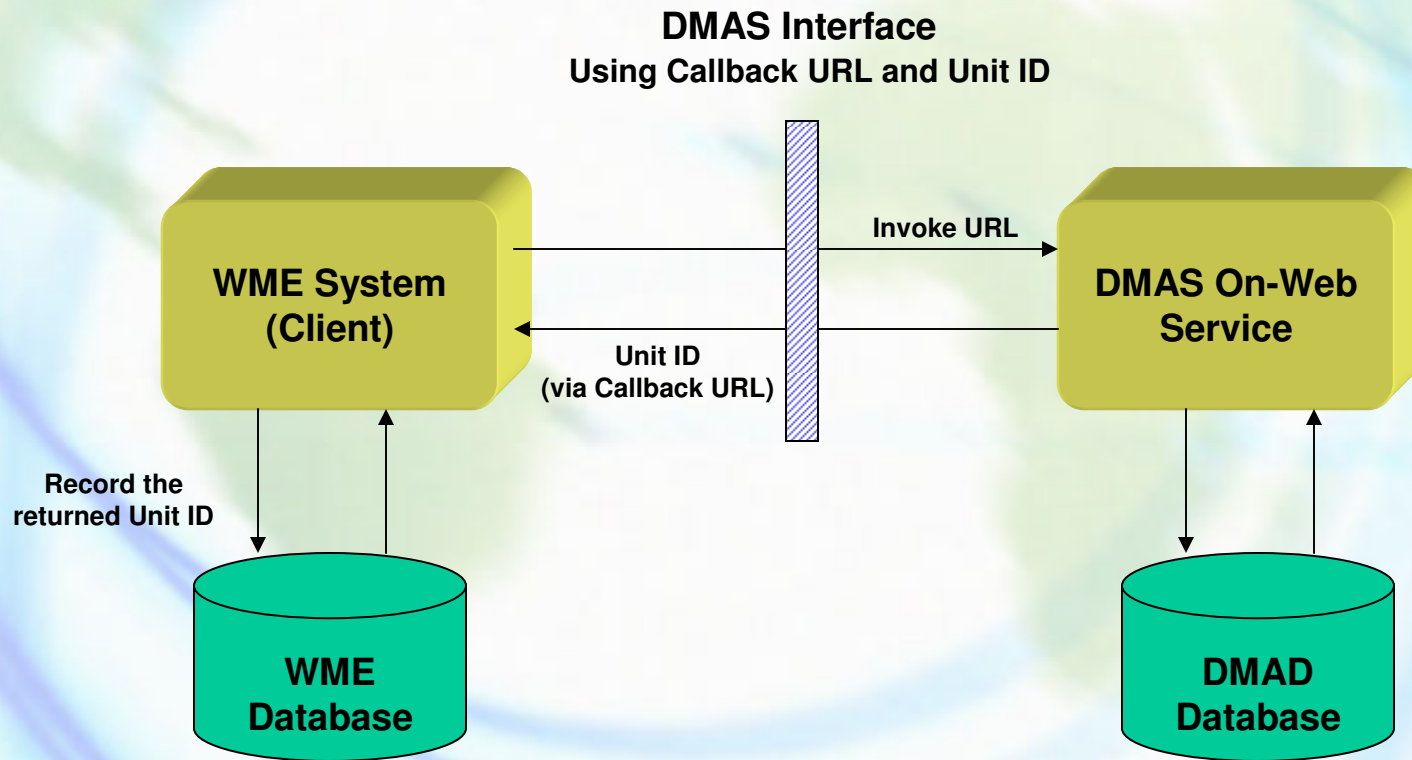 DMAS Interface
Using Callback URL and Unit ID
Invoke URL
WME System
(Client)
DMAS On-Web
Service
Unit ID
(via Callback URL)
Record the
returned Unit ID
WME
Database
DMAD
Database